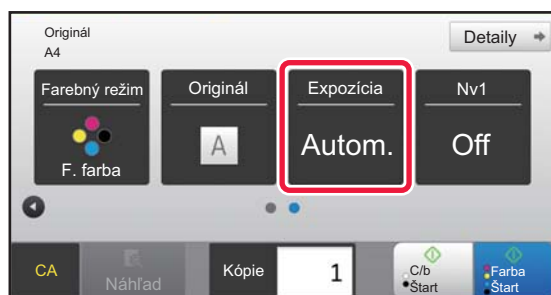 Originál
A4
Detaily
Farebný režim
F. farba
Originál
A
Expozícia
Autom.
Nv1
Off
CA
Náhľad
Kópie
1
C/b
Štart
Farba
Štart